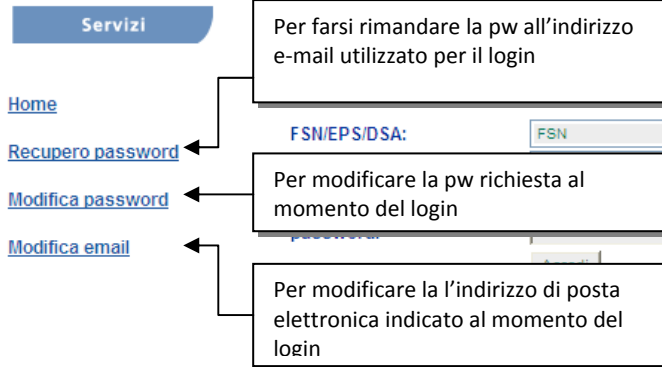 Servizi
Per farsi rimandare la pw all'indirizzo
e-mail utilizzato per il login
Home
FSN/EPS/DSA:
FSN
Recupero password
Per modificare la pw richiesta al
momento del login
Modifica password
password:
Modifica email
Per modificare la l'indirizzo di posta
elettronica indicato al momento del
login